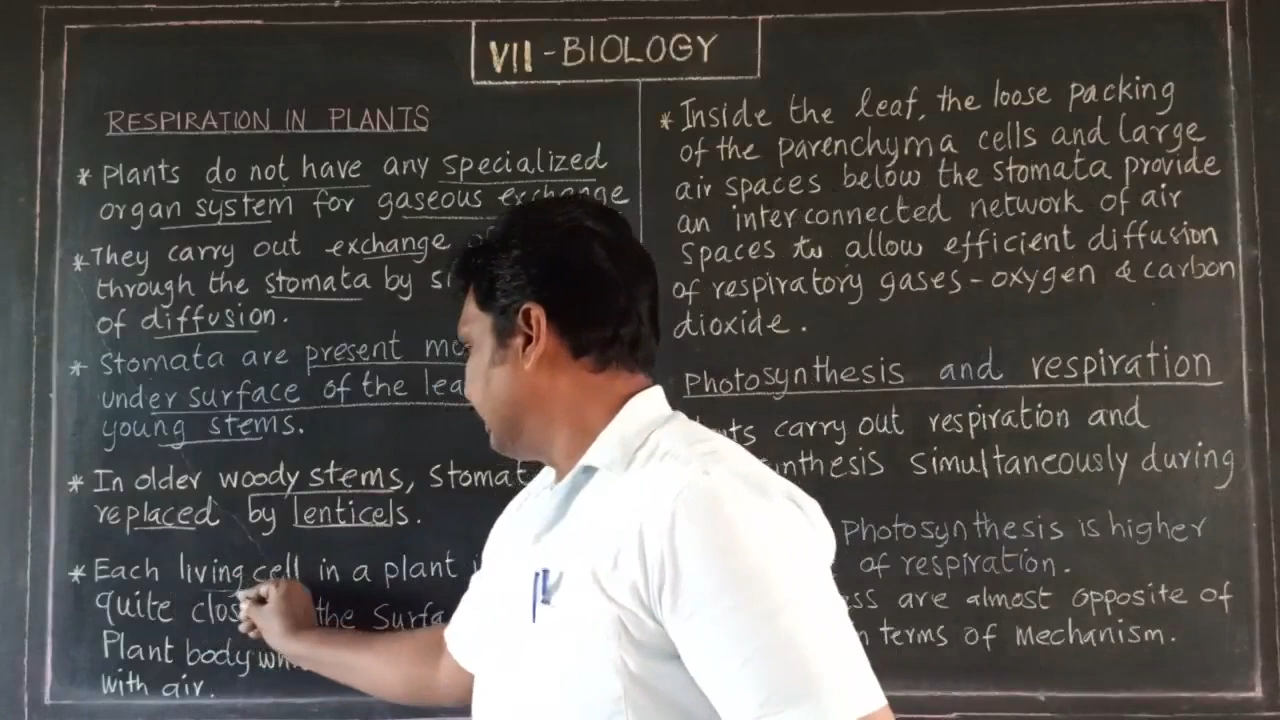 VII - BIOLOGY
RESPIRATION IN PLANTS
* Plants do not have any specialized
organ system for gaseous exchange
* They carry out exchange
through the stomata by
of diffusion.
* Stomata are present
under surface of the
young stems.
* In older woody stems,
replaced by lenticels.
* Each living cell in a plant
quite the
Plant body
with air.
* Inside the leaf, the loose packing
of the parenchyma cells and large
air spaces below the stomata provide
an interconnected network of air
spaces to allow efficient diffusion
of respiratory gases - oxygen & carbon
dioxide.
Photosynthesis and respiration
carry out respiration and
simultaneously during
Photosynthesis is higher
of respiration.
are almost opposite of
terms of mechanism.